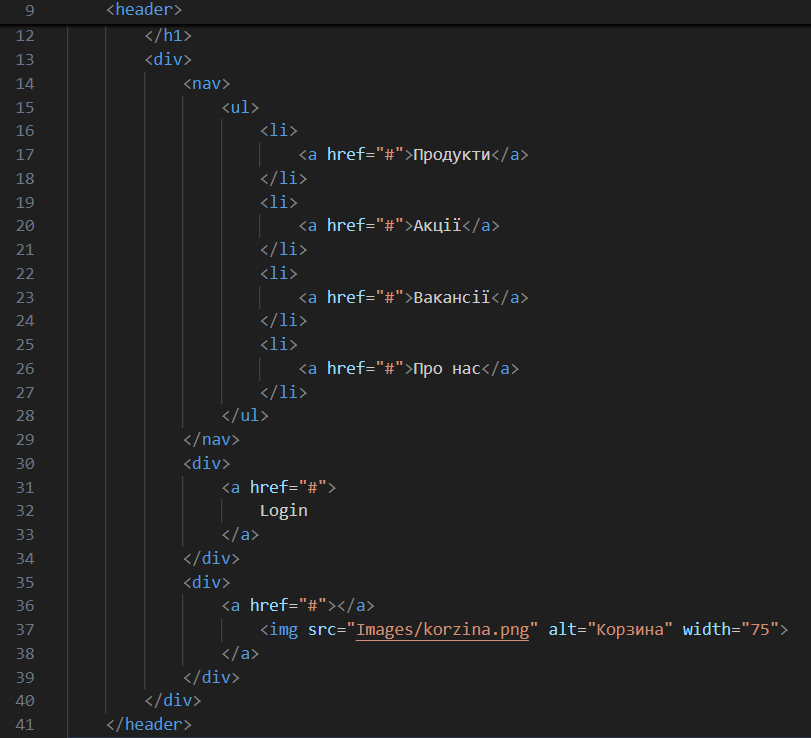 9 <header>
12 </h1>
13 <div>
14 <nav>
15 <ul>
16 <li>
17 <a href="#">Продукти</a>
18 </li>
19 <li>
20 <a href="#">Акції</a>
21 </li>
22 <li>
23 <a href="#">Вакансії</a>
24 </li>
25 <li>
26 <a href="#">Про нас</a>
27 </li>
28 </ul>
29 </nav>
30 <div>
31 <a href="#">
32 Login
33 </a>
34 </div>
35 <div>
36 <a href="#"></a>
37 <img src="Images/korzina.png" alt="Корзина" width="75">
38 </a>
39 </div>
40 </div>
41 </header>